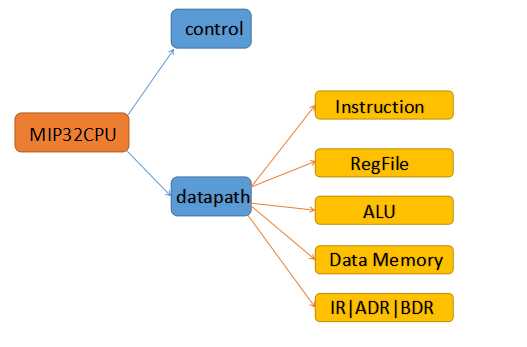 control
MIP32CPU
datapath
Instruction
RegFile
ALU
Data Memory
IR|ADR|BDR